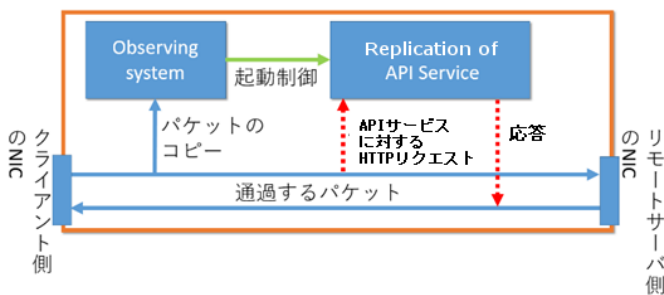 Observing
system
起動制御
Replication of
API Service
パケットの
コピー
APIサービス
に対する
HTTPリクエスト
応答
通過するパケット
クライアント側
のNIC
リモートサーバ側
のNIC